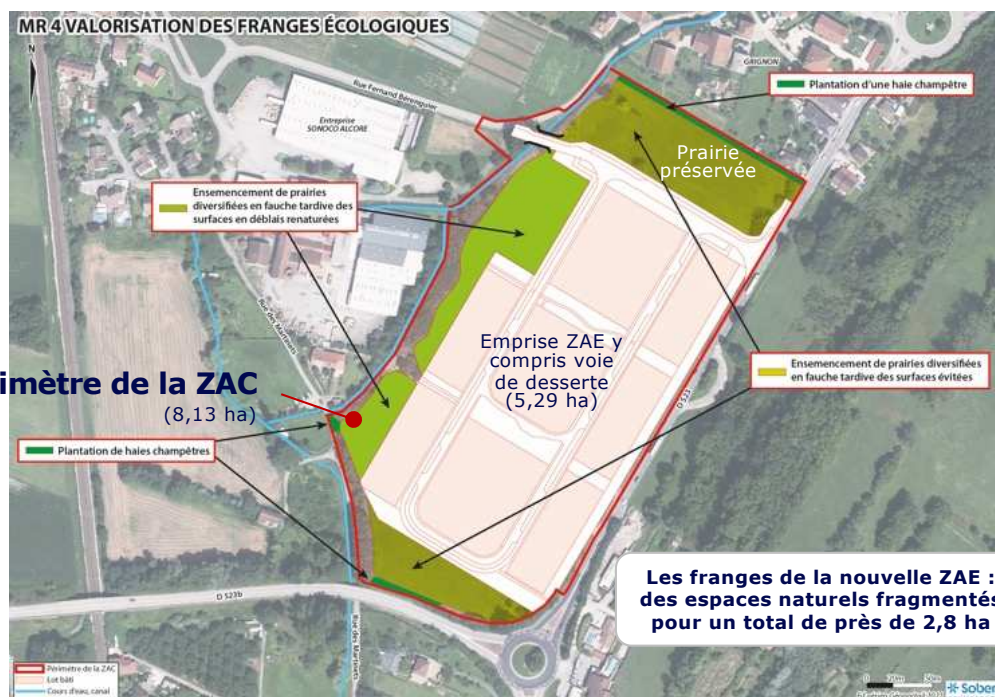 MR 4 VALORISATION DES FRANGES ÉCOLOGIQUES
N
Rue Fernand Bérenguier
GRIGNON
Plantation d'une haie champêtre
Entreprise
SONOCO ALCORE
Prairie
préservée
Ensemencement de prairies
diversifiées en fauche tardive des
surfaces en déblais renaturées
Rue des Martinets
Emprise ZAE y
compris voie
de desserte
(5,29 ha)
Ensemencement de prairies diversifiées
en fauche tardive des surfaces évitées
D 523
imètre de la ZAC
(8,13 ha)
Plantation de haies champêtres
D 523b
Rue des Martinets
Les franges de la nouvelle ZAE :
des espaces naturels fragmentés
pour un total de près de 2,8 ha
Périmètre de la ZAC
Lot bâti
Cours d'eau, canal
0 20m 50m
Sober